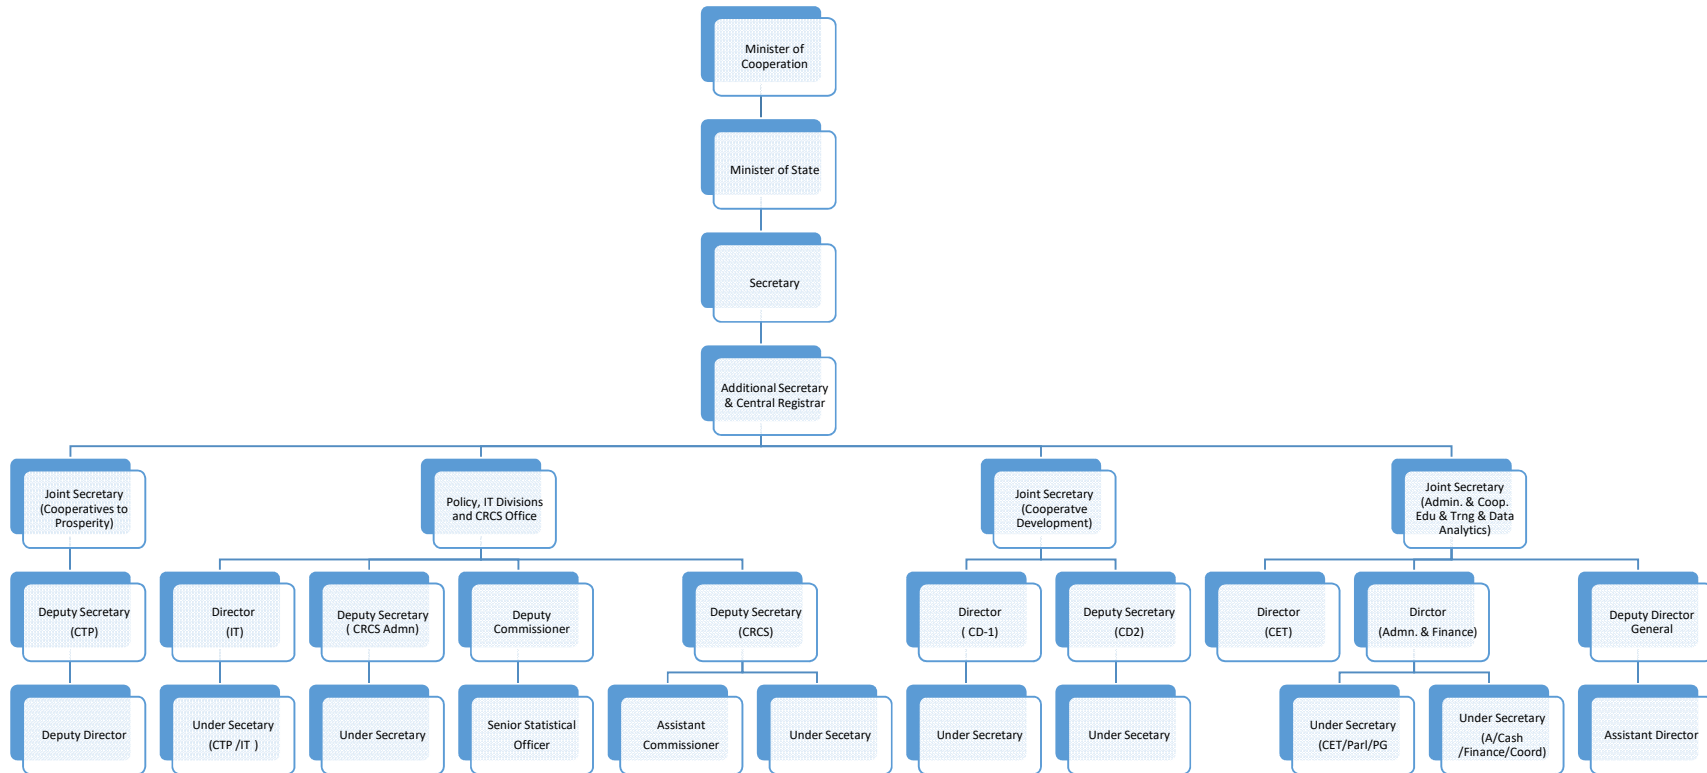 Minister of
Cooperation
Minister of State
Secretary
Additional Secretary
& Central Registrar
Joint Secretary
(Cooperatives to
Prosperity)
Policy, IT Divisions
and CRCS Office
Joint Secretary
(Cooperatve
Development)
Joint Secretary
(Admin. & Coop.
Edu & Trng & Data
Analytics)
Deputy Secretary
(CTP)
Director
(IT)
Deputy Secretary
( CRCS Admn)
Deputy
Commissioner
Deputy Secretary
(CRCS)
Director
( CD-1)
Deputy Secretary
(CD2)
Director
(CET)
Dirctor
(Admn. & Finance)
Deputy Director
General
Deputy Director
Under Secetary
(CTP /IT )
Under Secretary
Senior Statistical
Officer
Assistant
Commissioner
Under Secetary
Under Secretary
Under Secetary
Under Secretary
(CET/Parl/PG
Under Secretary
(A/Cash
/Finance/Coord)
Assistant Director